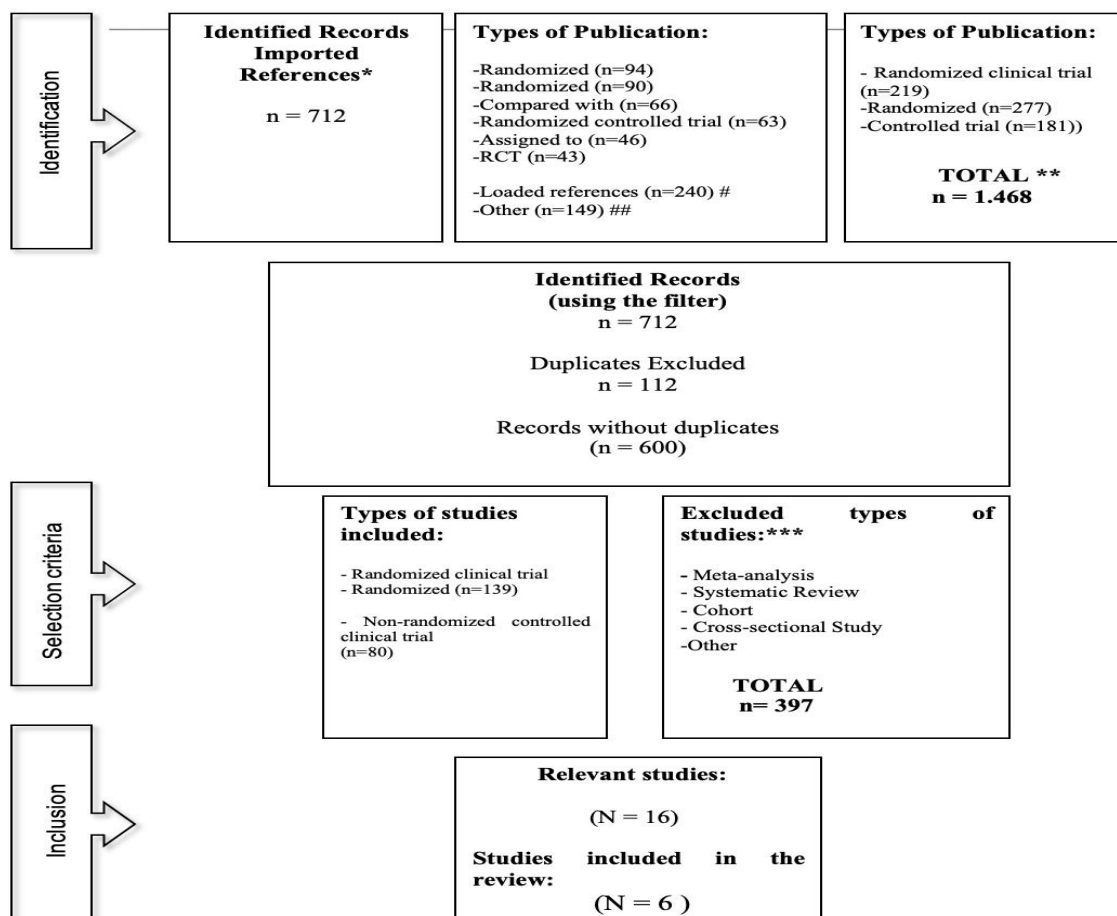 Identification
Identified Records
Imported
References*
n = 712
Types of Publication:
-Randomized (n=94)
-Randomized (n=90)
-Compared with (n=66)
-Randomized controlled trial (n=63)
-Assigned to (n=46)
-RCT (n=43)
-Loaded references (n=240) #
-Other (n=149) ##
Types of Publication:
- Randomized clinical trial
(n=219)
-Randomized (n=277)
-Controlled trial (n=181))
TOTAL **
n = 1.468
Identified Records
(using the filter)
n = 712
Duplicates Excluded
n = 112
Records without duplicates
(n = 600)
Selection criteria
Types of studies
included:
- Randomized clinical trial
- Randomized (n=139)
- Non-randomized controlled
clinical trial
(n=80)
Excluded types of
studies:***
- Meta-analysis
- Systematic Review
- Cohort
- Cross-sectional Study
-Other
TOTAL
n= 397
Inclusion
Relevant studies:
(N = 16)
Studies included in the
review:
(N = 6 )